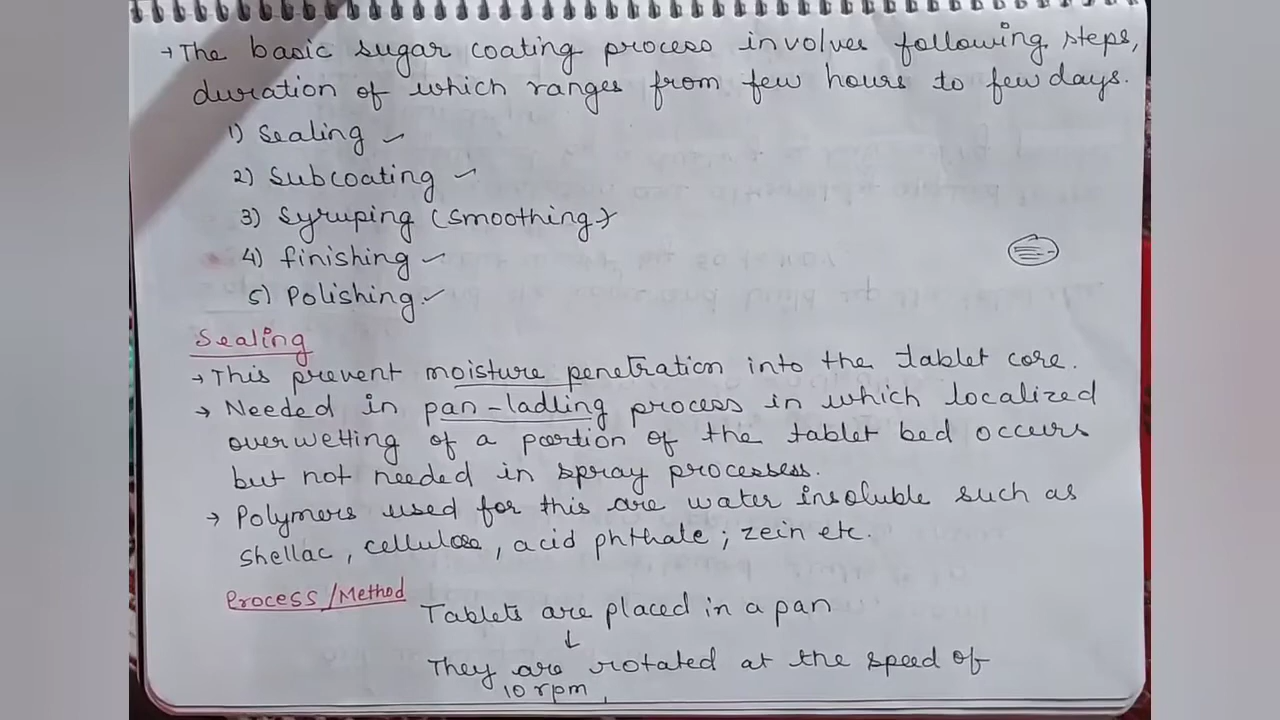 → The basic sugar coating process involves following steps,
duration of which ranges from few hours to few days.
1) Sealing ✓
2) Subcoating ✓
3) Syruping (Smoothing)
4) finishing ✓
5) Polishing ✓
Sealing
→ This prevent moisture penetration into the tablet core.
→ Needed in pan-ladling process in which localized
overwetting of a portion of the tablet bed occurs
but not needed in spray processess.
→ Polymers used for this are water insoluble such as
shellac, cellulose, acid phthate; zein etc.
Process/Method
Tablets are placed in a pan
↓
They are rotated at the speed of
10 rpm